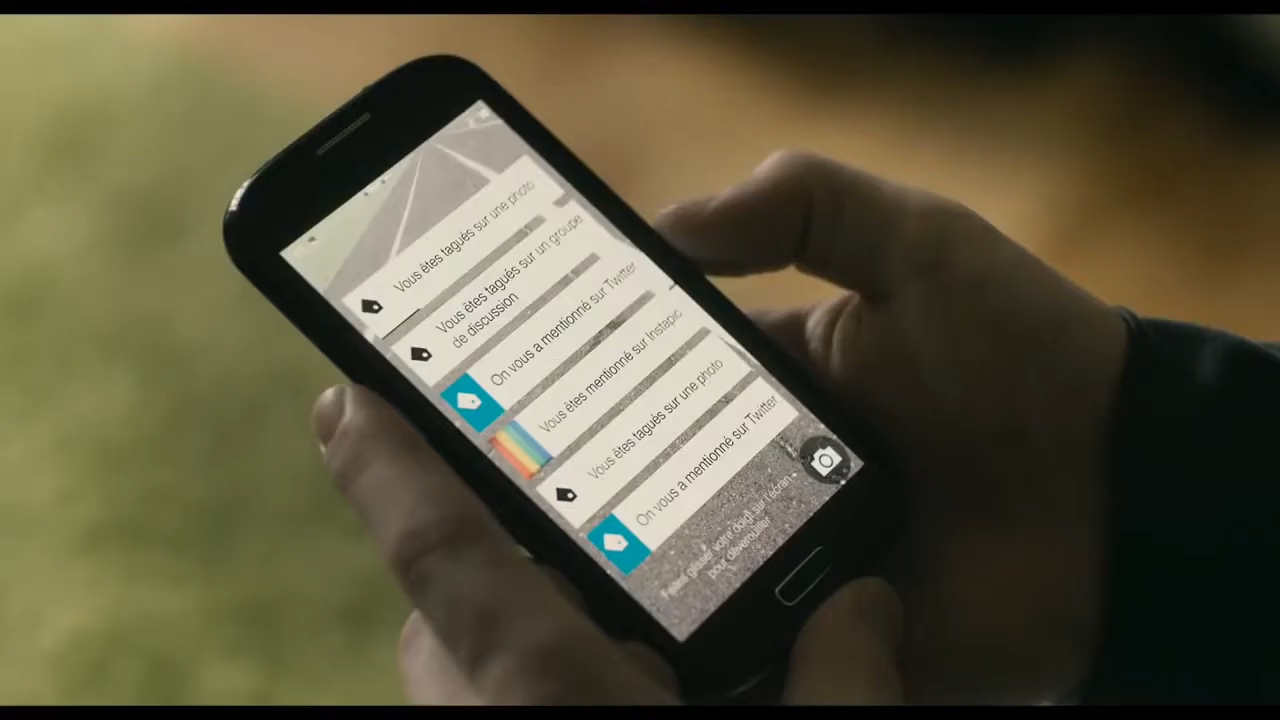 Vous êtes tagués sur une photo
Vous êtes tagués sur un groupe
de discussion
On vous a mentionné sur Twitter
Vous êtes mentionné sur Instapic
Vous êtes tagués sur une photo
On vous a mentionné sur Twitter
Faites glisser votre doigt sur l'écran
pour déverouiller